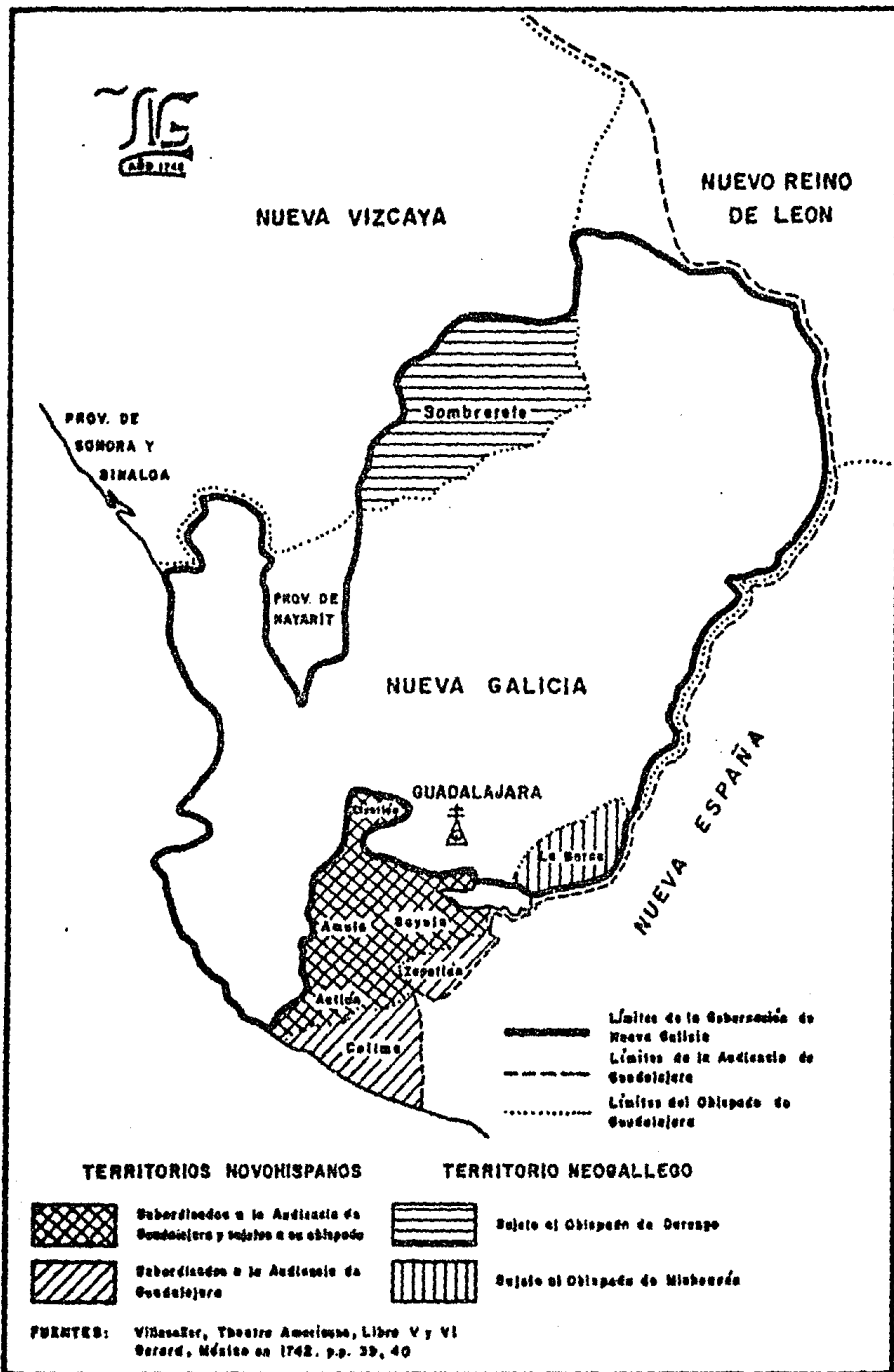 NG
AÑO 1742
NUEVA VIZCAYA
NUEVO REINO
DE LEON
PROV. DE
SONORA Y
SINALOA
Sombrerete
PROV. DE
NAYARIT
NUEVA GALICIA
GUADALAJARA
La Barca
NUEVA ESPAÑA
Amula
Sayula
Zapotlán
Autlán
Colima
Límites de la Gobernación de
Nueva Galicia
Límites de la Audiencia de
Guadalajara
Límites del Obispado de
Guadalajara
TERRITORIOS NOVOHISPANOS
TERRITORIO NEOGALLEGO
Subordinados a la Audiencia de
Guadalajara y sujetos a su obispado
Subordinados a la Audiencia de
Guadalajara
Sujeto al Obispado de Durango
Sujeto al Obispado de Michoacán
FUENTES: Villaseñor, Theatro Americano, Libro V y VI
Gerard, México en 1742. p.p. 39, 40